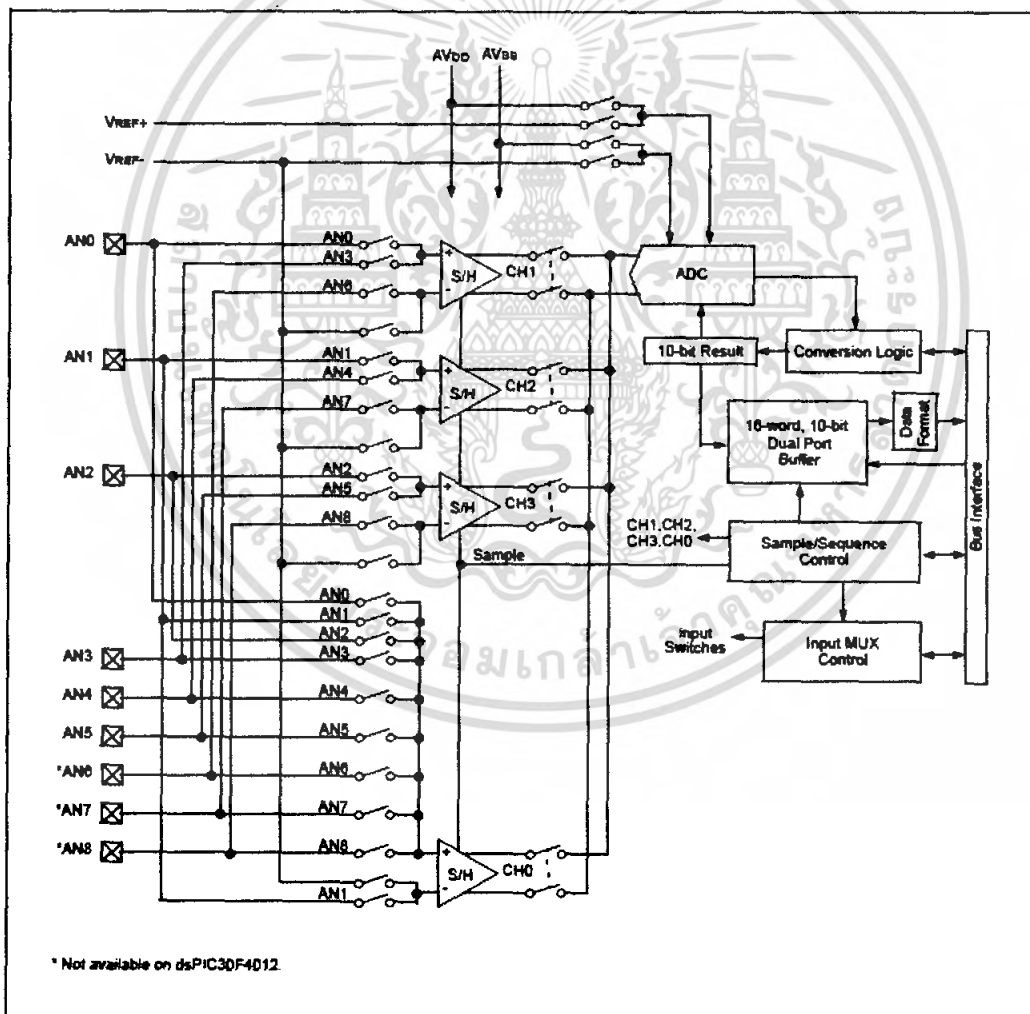 AVDD AVSS
VREF+
VREF-
AN0
AN0
AN3
AN6
S/H
CH1
ADC
10-bit Result
Conversion Logic
AN1
AN1
AN4
AN7
S/H
CH2
16-word, 10-bit
Dual Port
Buffer
Data
Format
AN2
AN2
AN5
AN8
S/H
CH3
CH1,CH2,
CH3,CH0
Sample/Sequence
Control
Bus Interface
Sample
AN0
AN1
AN2
AN3
AN3
Input
Switches
Input MUX
Control
AN4
AN4
AN5
AN5
*AN6
AN6
*AN7
AN7
*AN8
AN8
S/H
CH0
AN1
* Not available on dsPIC30F4012.